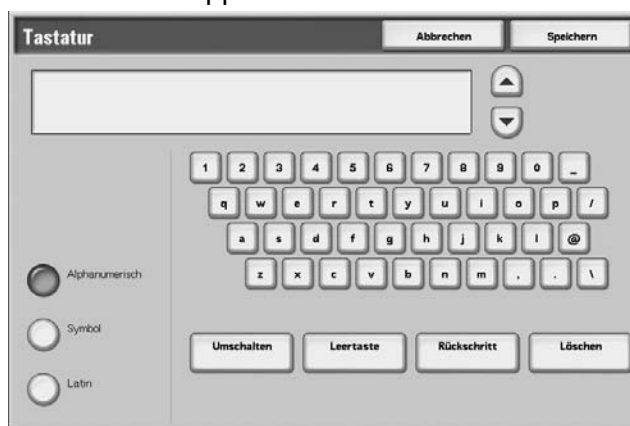 Tastatur Abbrechen Speichern
1 2 3 4 5 6 7 8 9 0 _
q w e r t y u i o p /
a s d f g h j k l @
z x c v b n m , . \
Alphanumerisch
Symbol
Umschalten Leertaste Rückschritt Löschen
Latin